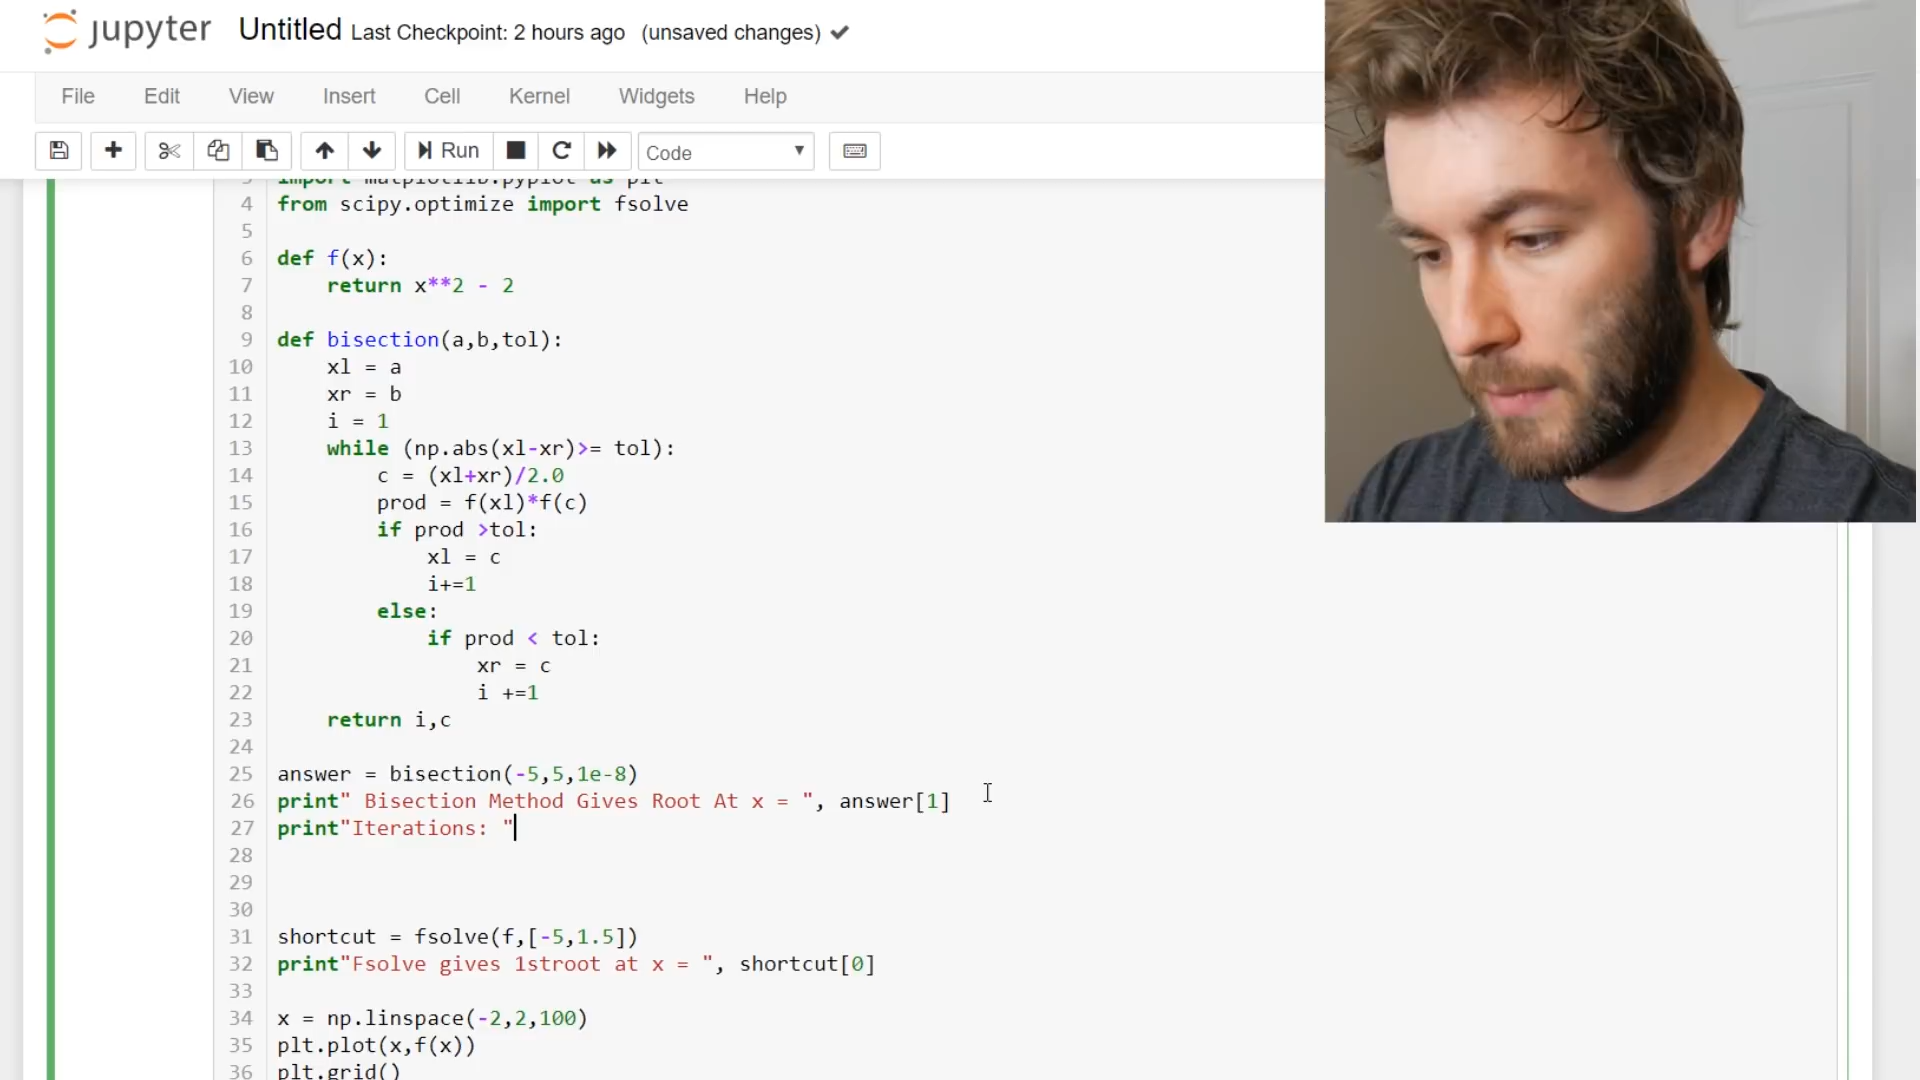 jupyter Untitled Last Checkpoint: 2 hours ago (unsaved changes)
File Edit View Insert Cell Kernel Widgets Help
Run Code
3 import matplotlib.pyplot as plt
4 from scipy.optimize import fsolve
5
6 def f(x):
7 return x**2 - 2
8
9 def bisection(a,b,tol):
10 xl = a
11 xr = b
12 i = 1
13 while (np.abs(xl-xr)>= tol):
14 c = (xl+xr)/2.0
15 prod = f(xl)*f(c)
16 if prod >tol:
17 xl = c
18 i+=1
19 else:
20 if prod < tol:
21 xr = c
22 i +=1
23 return i,c
24
25 answer = bisection(-5,5,1e-8)
26 print" Bisection Method Gives Root At x = ", answer[1]
27 print"Iterations: "
28
29
30
31 shortcut = fsolve(f,[-5,1.5])
32 print"Fsolve gives 1stroot at x = ", shortcut[0]
33
34 x = np.linspace(-2,2,100)
35 plt.plot(x,f(x))
36 plt.grid()